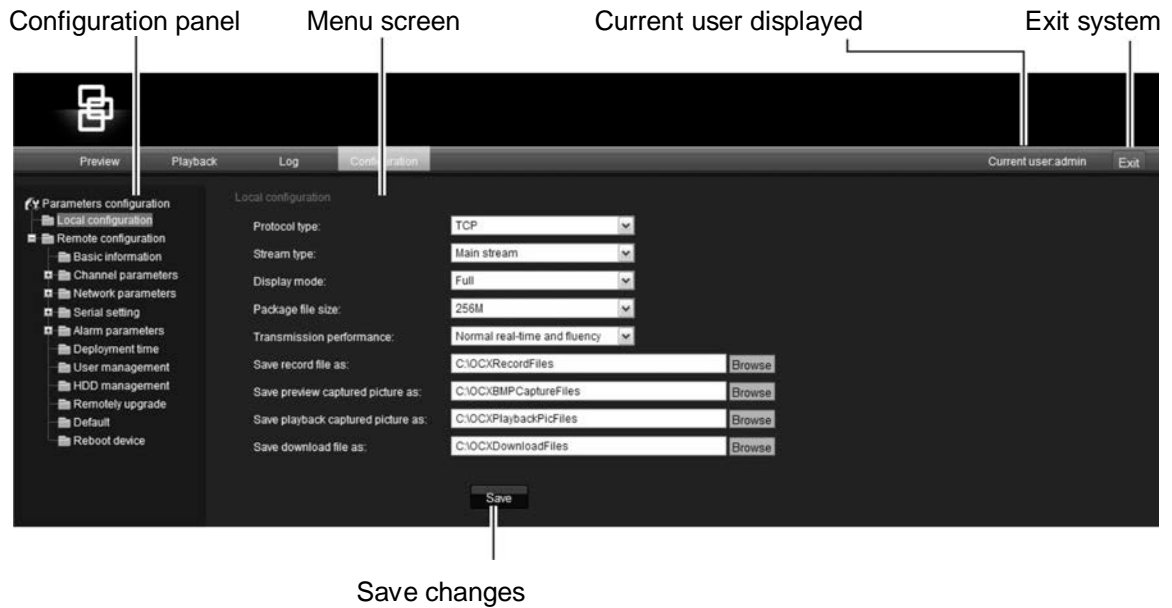 Configuration panel
Menu screen
Current user displayed
Exit system
Preview
Playback
Log
Configuration
Current user:admin
Exit
Parameters configuration
Local configuration
Remote configuration
Basic information
Channel parameters
Network parameters
Serial setting
Alarm parameters
Deployment time
User management
HDD management
Remotely upgrade
Default
Reboot device
Local configuration
Protocol type: TCP
Stream type: Main stream
Display mode: Full
Package file size: 256M
Transmission performance: Normal real-time and fluency
Save record file as: C:\OCXRecordFiles Browse
Save preview captured picture as: C:\OCXBMPCaptureFiles Browse
Save playback captured picture as: C:\OCXPlaybackPicFiles Browse
Save download file as: C:\OCXDownloadFiles Browse
Save
Save changes